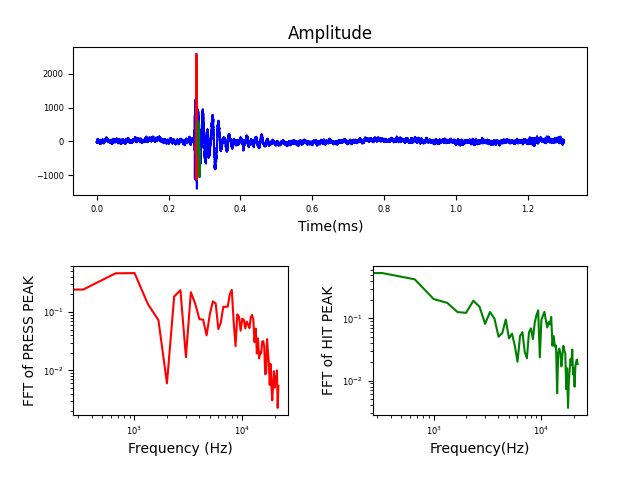 Amplitude
2000
1000
0
−1000
0.0 0.2 0.4 0.6 0.8 1.0 1.2
Time(ms)
FFT of PRESS PEAK
10⁻¹
10⁻²
10³ 10⁴
Frequency (Hz)
FFT of HIT PEAK
10⁻¹
10⁻²
10³ 10⁴
Frequency(Hz)